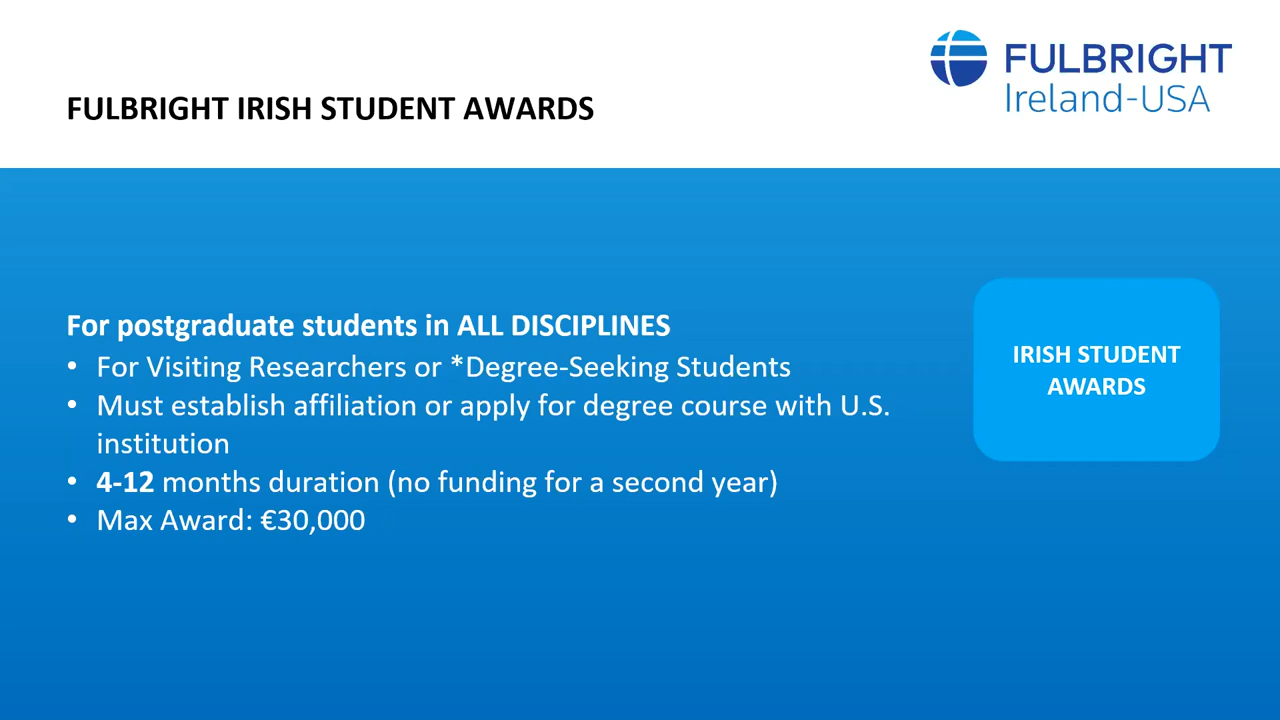 FULBRIGHT
Ireland-USA
FULBRIGHT IRISH STUDENT AWARDS
For postgraduate students in ALL DISCIPLINES
• For Visiting Researchers or *Degree-Seeking Students
• Must establish affiliation or apply for degree course with U.S.
institution
• 4-12 months duration (no funding for a second year)
• Max Award: €30,000
IRISH STUDENT
AWARDS